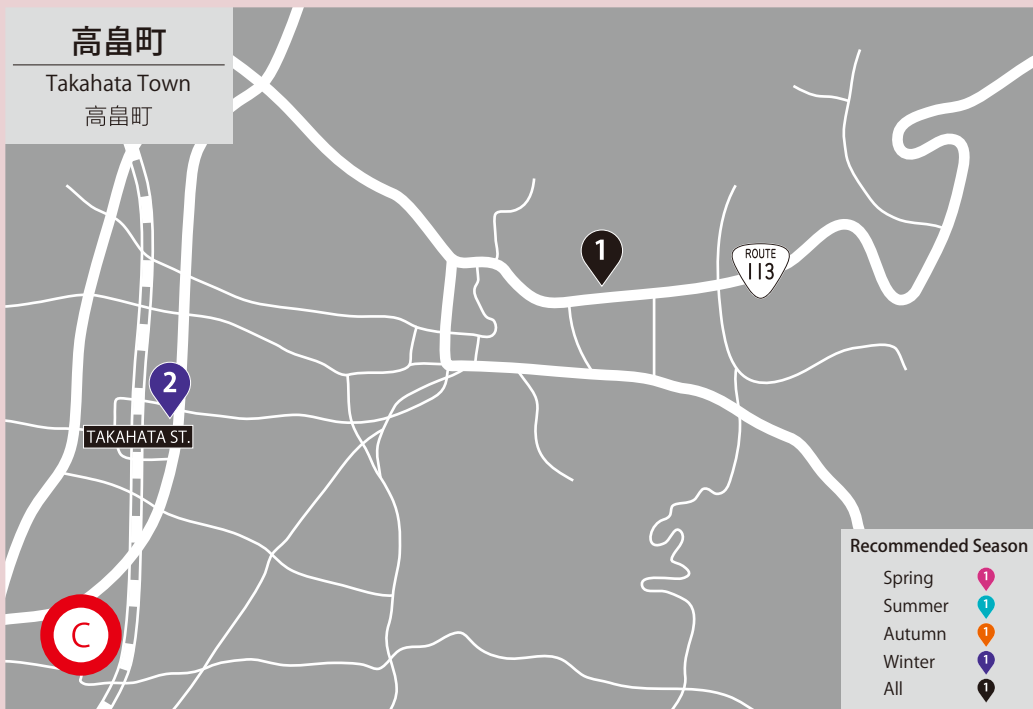 高畠町
Takahata Town
高畠町
1
ROUTE
113
2
TAKAHATA ST.
C
Recommended Season
Spring 1
Summer 1
Autumn 1
Winter 1
All 1